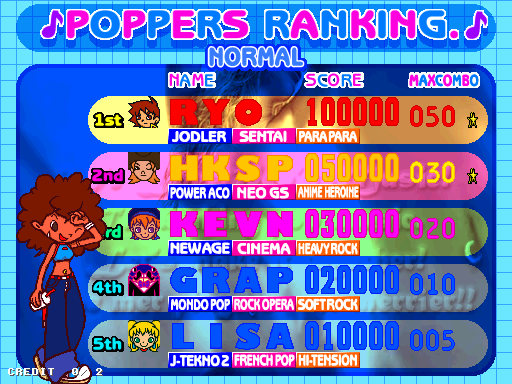 ♪POPPERS RANKING.♪
NORMAL
NAME SCORE MAXCOMBO
1st RYO 100000 050
JODLER SENTAI PARA PARA
2nd HKSP 050000 030
POWER ACO NEO GS ANIME HEROINE
rd KEVN 030000 020
NEW AGE CINEMA HEAVY ROCK
4th GRAP 020000 010
MONDO POP ROCK OPERA SOFT ROCK
5th LISA 010000 005
J-TEKNO 2 FRENCH POP HI-TENSION
CREDIT 0 2